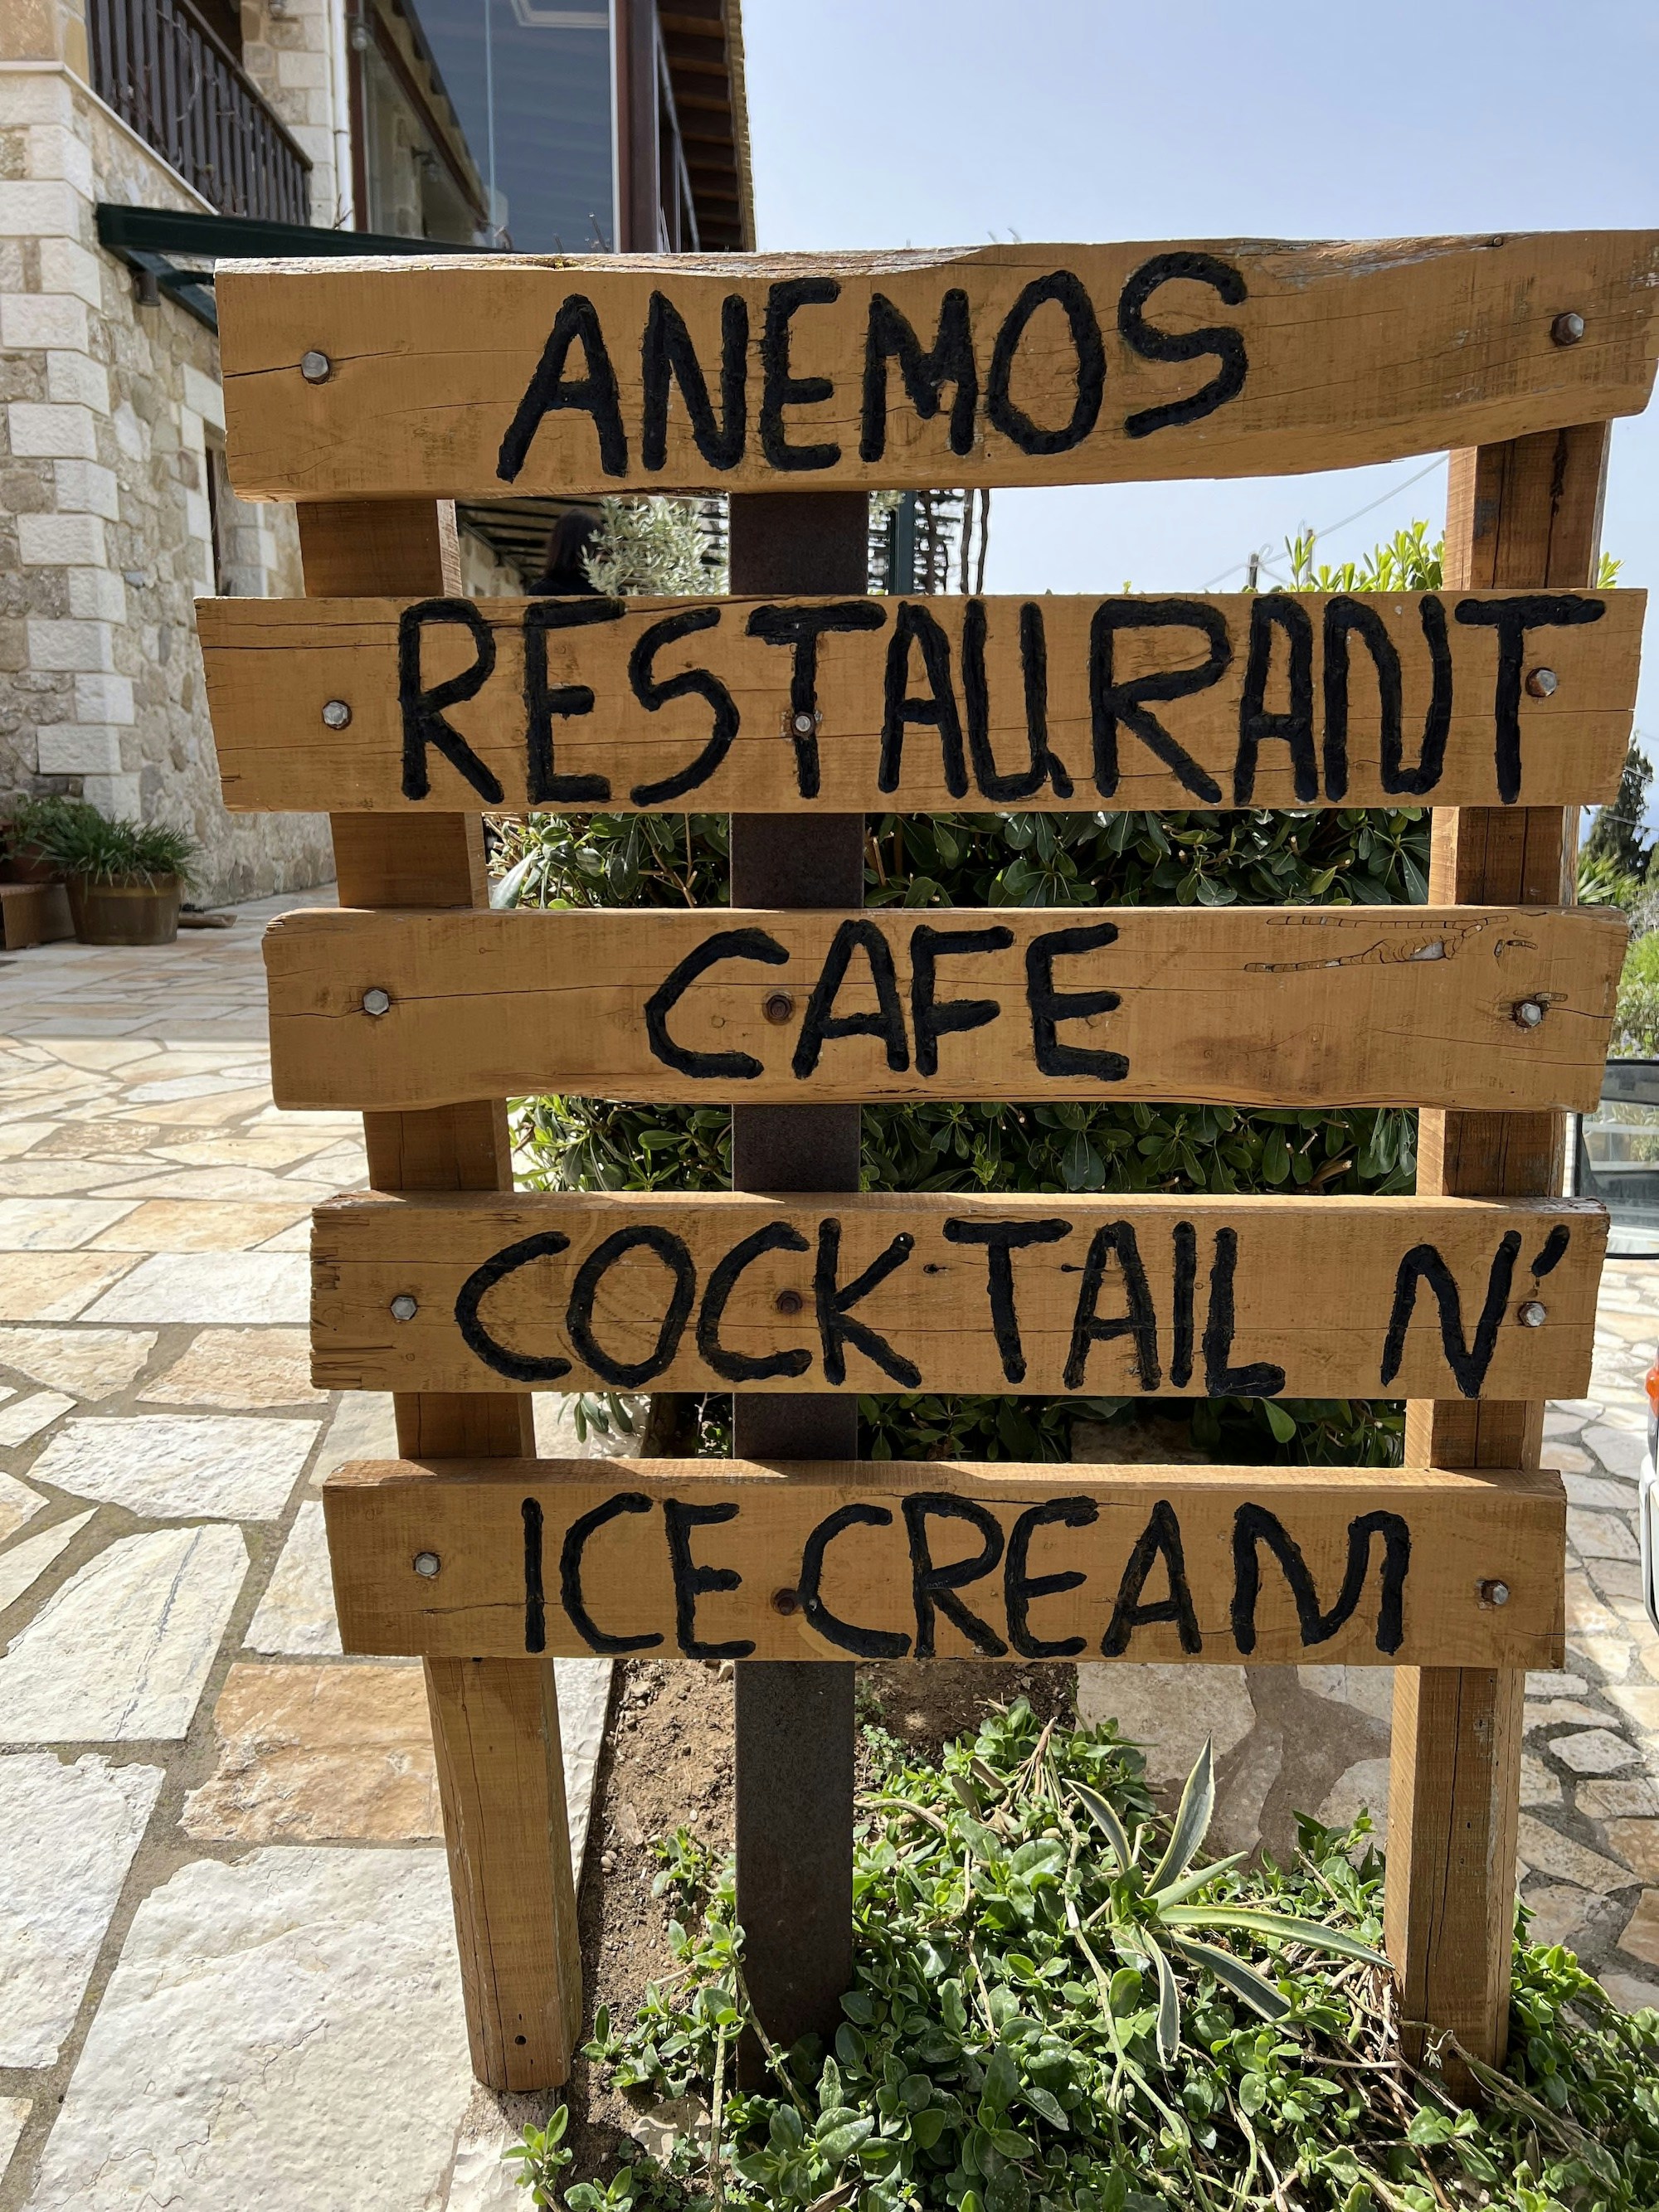 ANEMOS
RESTAURANT
CAFE
COCKTAIL N'
ICE CREAM